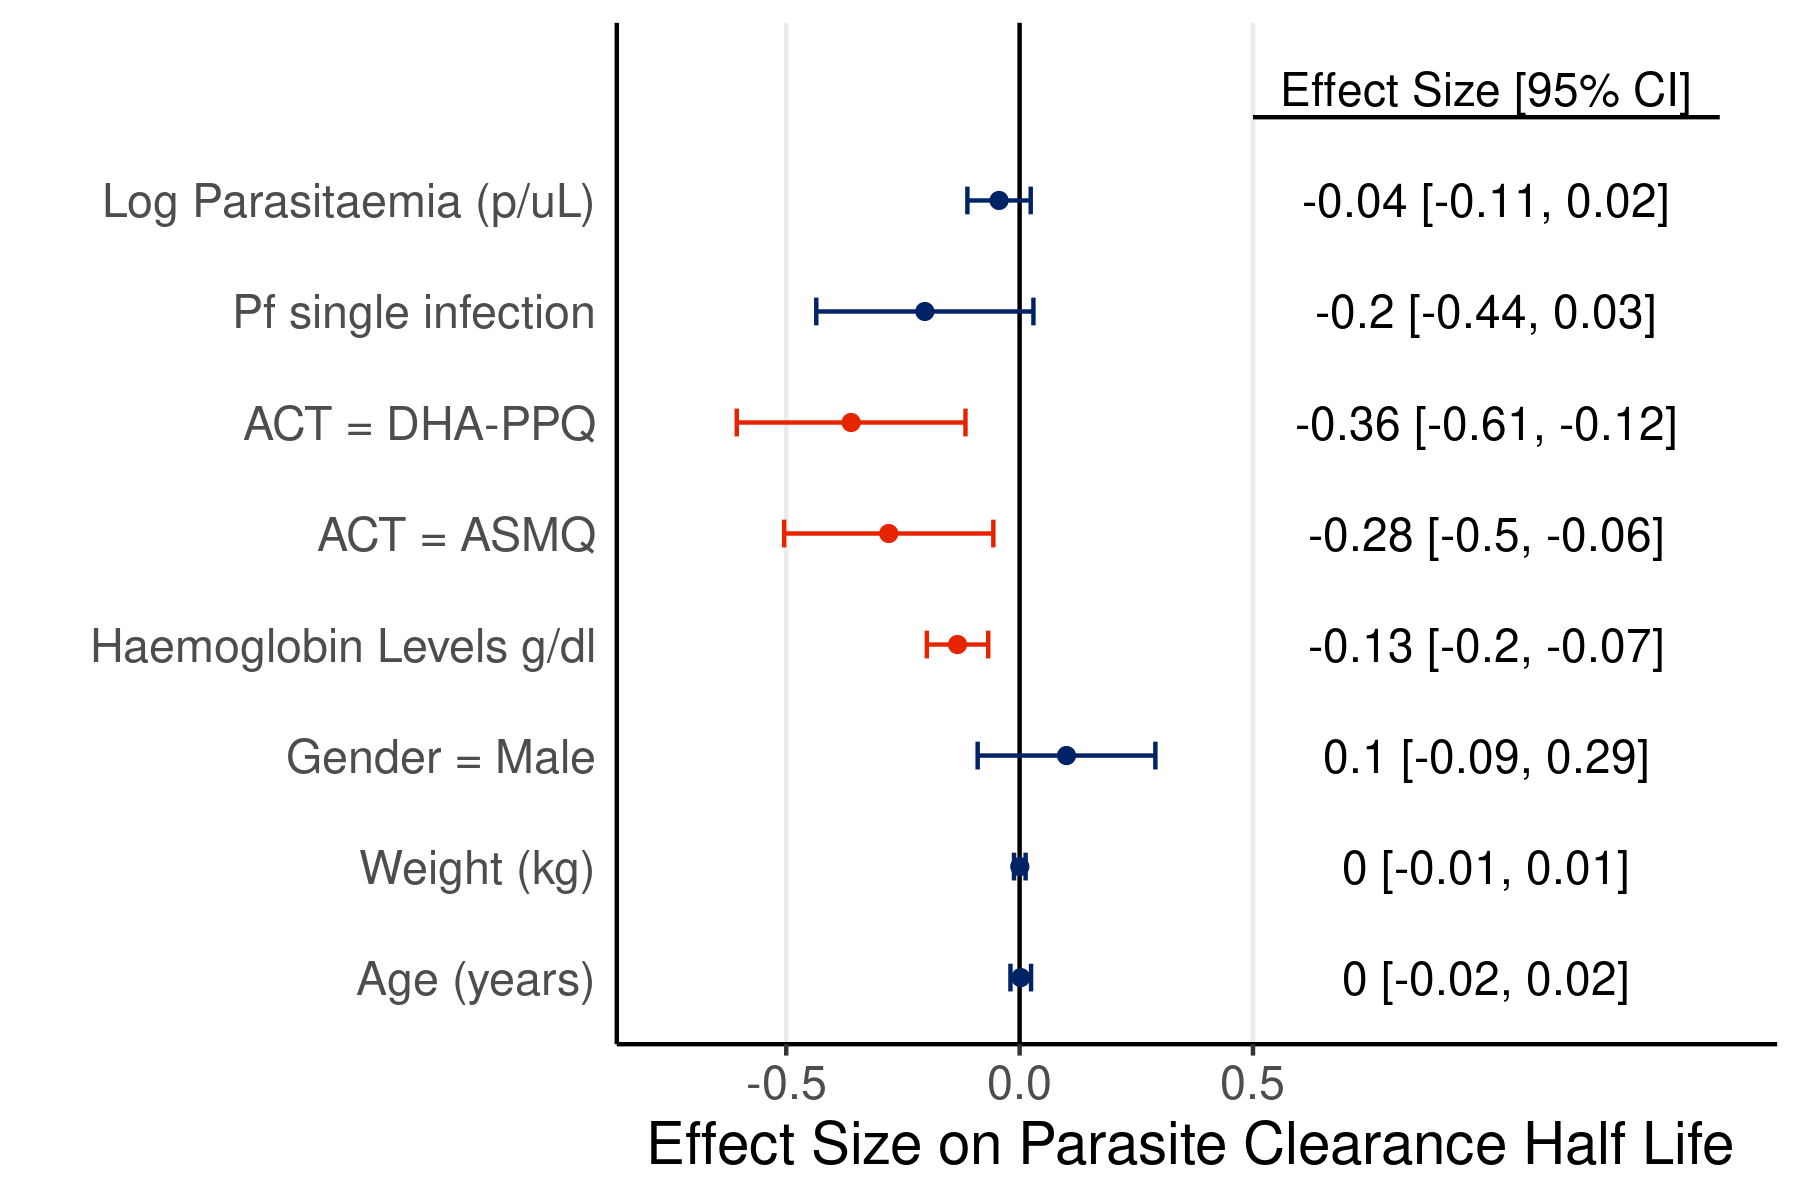 Effect Size [95% CI]
Log Parasitaemia (p/uL) -0.04 [-0.11, 0.02]
Pf single infection -0.2 [-0.44, 0.03]
ACT = DHA-PPQ -0.36 [-0.61, -0.12]
ACT = ASMQ -0.28 [-0.5, -0.06]
Haemoglobin Levels g/dl -0.13 [-0.2, -0.07]
Gender = Male 0.1 [-0.09, 0.29]
Weight (kg) 0 [-0.01, 0.01]
Age (years) 0 [-0.02, 0.02]
-0.5 0.0 0.5
Effect Size on Parasite Clearance Half Life